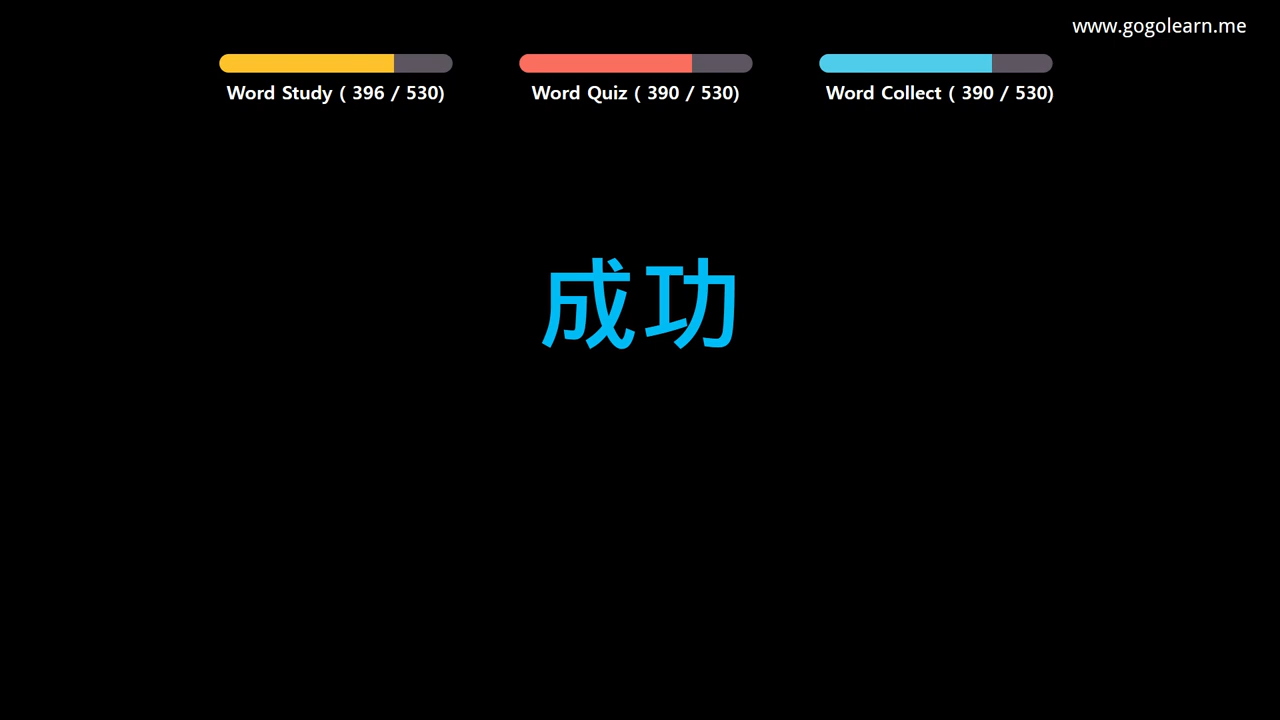 www.gogolearn.me
Word Study ( 396 / 530)
Word Quiz ( 390 / 530)
Word Collect ( 390 / 530)
成功